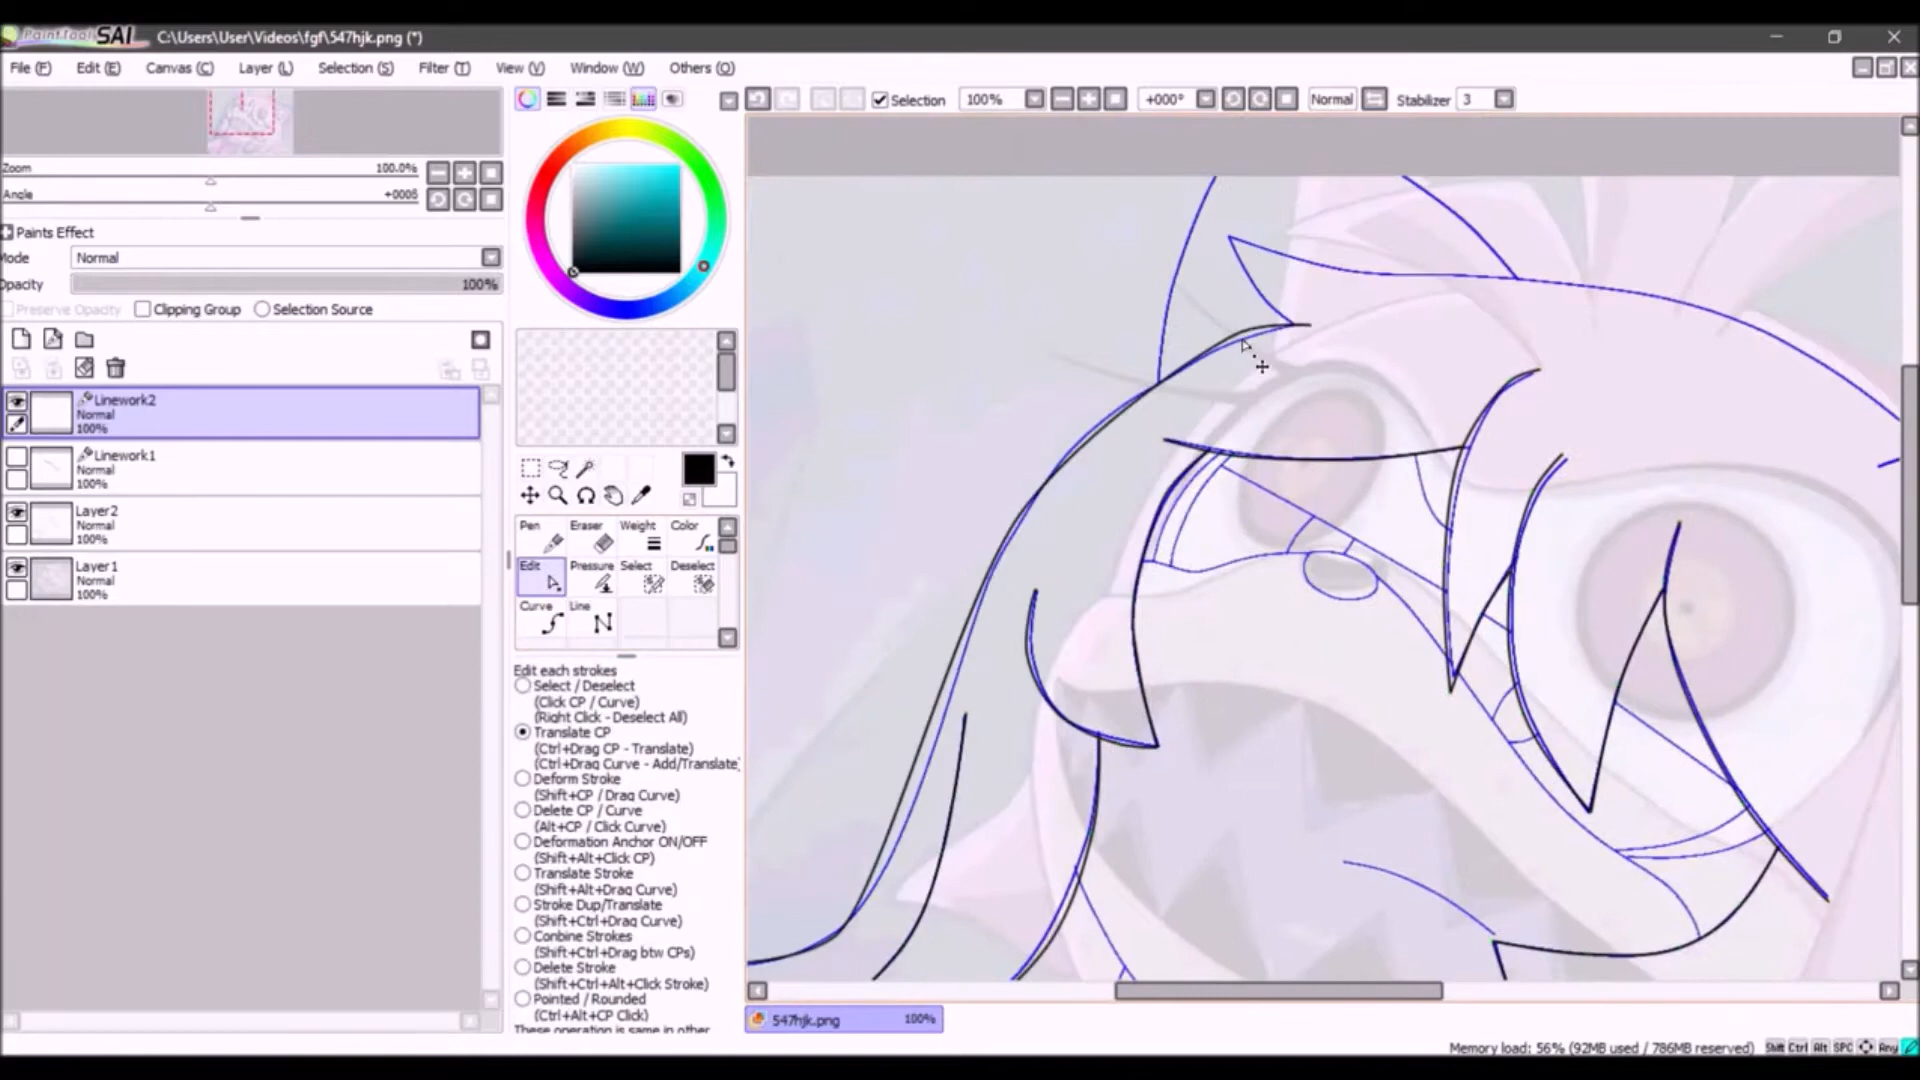 PaintTool SAI C:\Users\User\Videos\fgf\547hjk.png (*)
File (F) Edit (E) Canvas (C) Layer (L) Selection (S) Filter (T) View (V) Window (W) Others (O)
Selection 100% +000° Normal Stabilizer 3
Zoom 100.0%
Angle +000δ
Paints Effect
Mode Normal
Opacity 100%
Preserve Opacity Clipping Group Selection Source
Linework2
Normal
100%
Linework1
Normal
100%
Layer2
Normal
100%
Layer1
Normal
100%
Pen Eraser Weight Color
Edit Pressure Select Deselect
Curve Line
Edit each strokes
Select / Deselect
(Click CP / Curve)
(Right Click - Deselect All)
Translate CP
(Ctrl+Drag CP - Translate)
(Ctrl+Drag Curve - Add/Translate)
Deform Stroke
(Shift+CP / Drag Curve)
Delete CP / Curve
(Alt+CP / Click Curve)
Deformation Anchor ON/OFF
(Shift+Alt+Click CP)
Translate Stroke
(Shift+Alt+Drag Curve)
Stroke Dup/Translate
(Shift+Ctrl+Drag Curve)
Combine Strokes
(Shift+Ctrl+Drag btw CPs)
Delete Stroke
(Shift+Ctrl+Alt+Click Stroke)
Pointed / Rounded
(Ctrl+Alt+CP Click)
These operation is same in other
547hjk.png 100%
Memory load: 56% (92MB used / 786MB reserved) Shift Ctrl Alt SPC Any